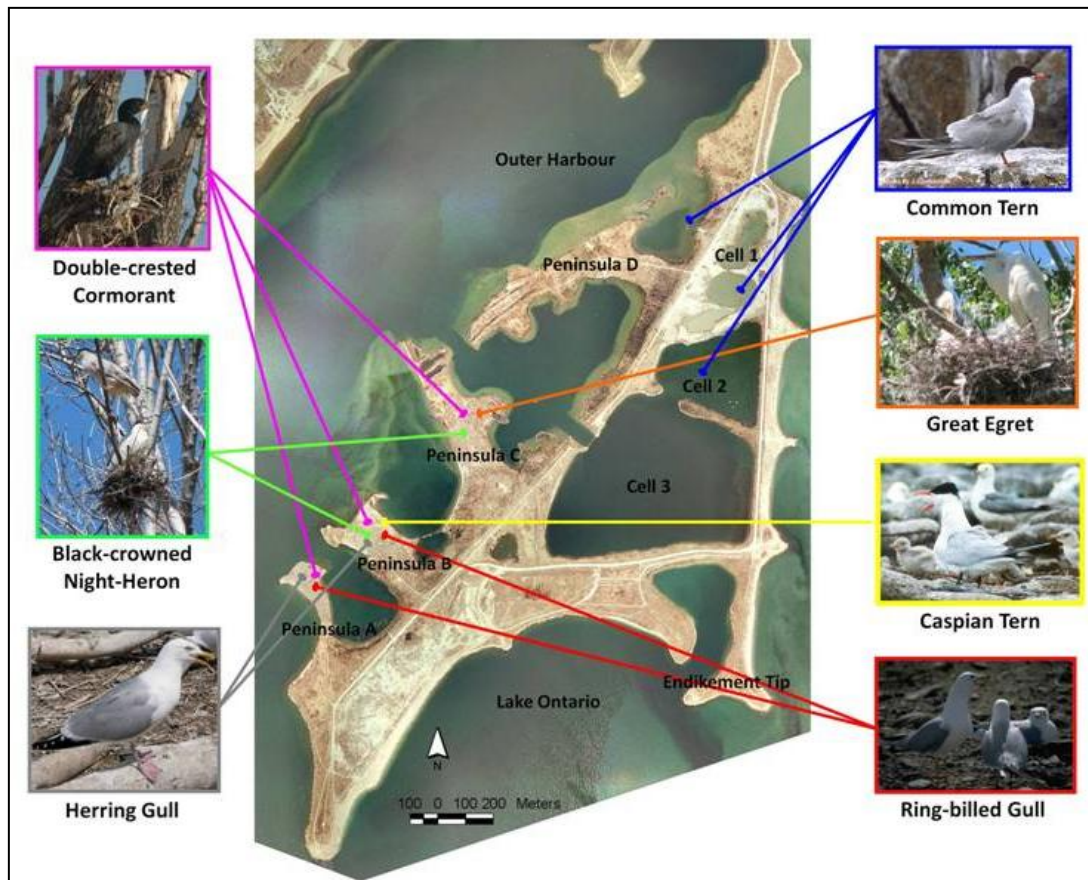 Double-crested
Cormorant
Black-crowned
Night-Heron
Herring Gull
Outer Harbour
Peninsula D
Cell 1
Cell 2
Peninsula C
Cell 3
Peninsula B
Peninsula A
Endikement Tip
Lake Ontario
N
100 0 100 200 Meters
Common Tern
Great Egret
Caspian Tern
Ring-billed Gull